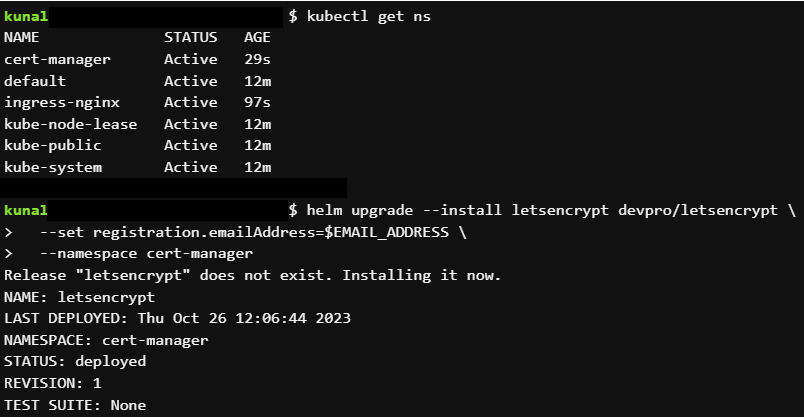 kunal $ kubectl get ns
NAME STATUS AGE
cert-manager Active 29s
default Active 12m
ingress-nginx Active 97s
kube-node-lease Active 12m
kube-public Active 12m
kube-system Active 12m
kunal $ helm upgrade --install letsencrypt devpro/letsencrypt \
> --set registration.emailAddress=$EMAIL_ADDRESS \
> --namespace cert-manager
Release "letsencrypt" does not exist. Installing it now.
NAME: letsencrypt
LAST DEPLOYED: Thu Oct 26 12:06:44 2023
NAMESPACE: cert-manager
STATUS: deployed
REVISION: 1
TEST SUITE: None